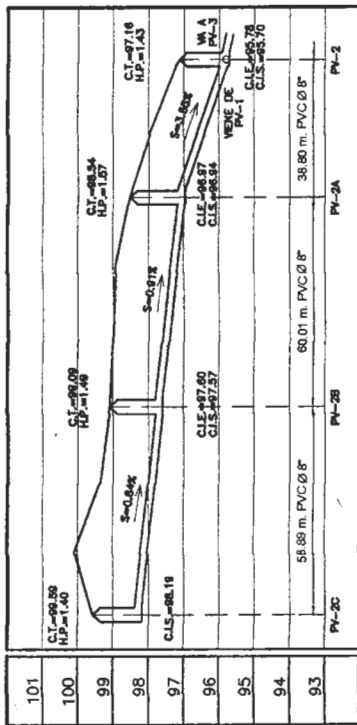 101
100
99
98
97
96
95
94
93
C.T.=99.59
H.P.=1.40
C.I.S.=98.19
S=0.84%
C.T.=99.09
H.P.=1.49
C.I.E.=97.60
C.I.S.=97.57
S=0.91%
C.T.=98.54
H.P.=1.57
C.I.E.=96.97
C.I.S.=96.94
C.T.=97.16
H.P.=1.43
VA A
PV-3
VIENE DE
PV-1
C.I.E.=95.78
C.I.S.=95.70
58.89 m. PVC Ø 8"
60.01 m. PVC Ø 8"
38.80 m. PVC Ø 8"
PV-2C
PV-2B
PV-2A
PV-2